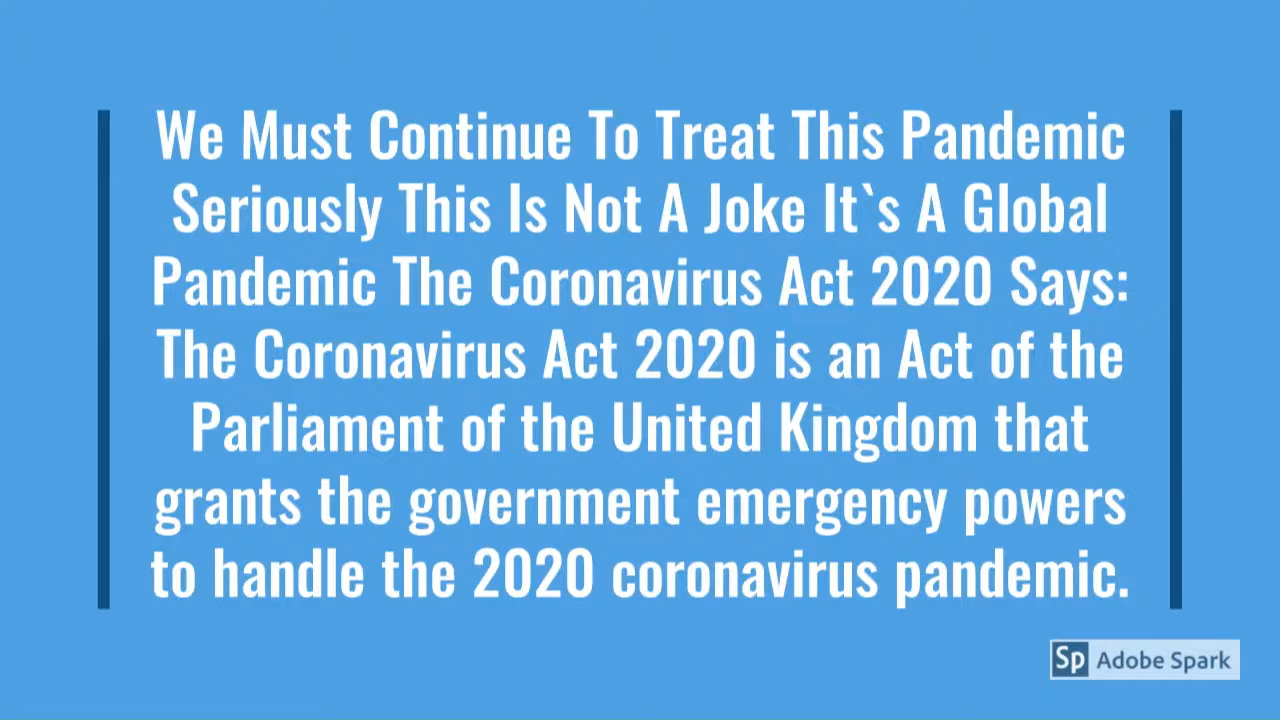 We Must Continue To Treat This Pandemic
Seriously This Is Not A Joke It`s A Global
Pandemic The Coronavirus Act 2020 Says:
The Coronavirus Act 2020 is an Act of the
Parliament of the United Kingdom that
grants the government emergency powers
to handle the 2020 coronavirus pandemic.
Sp Adobe Spark